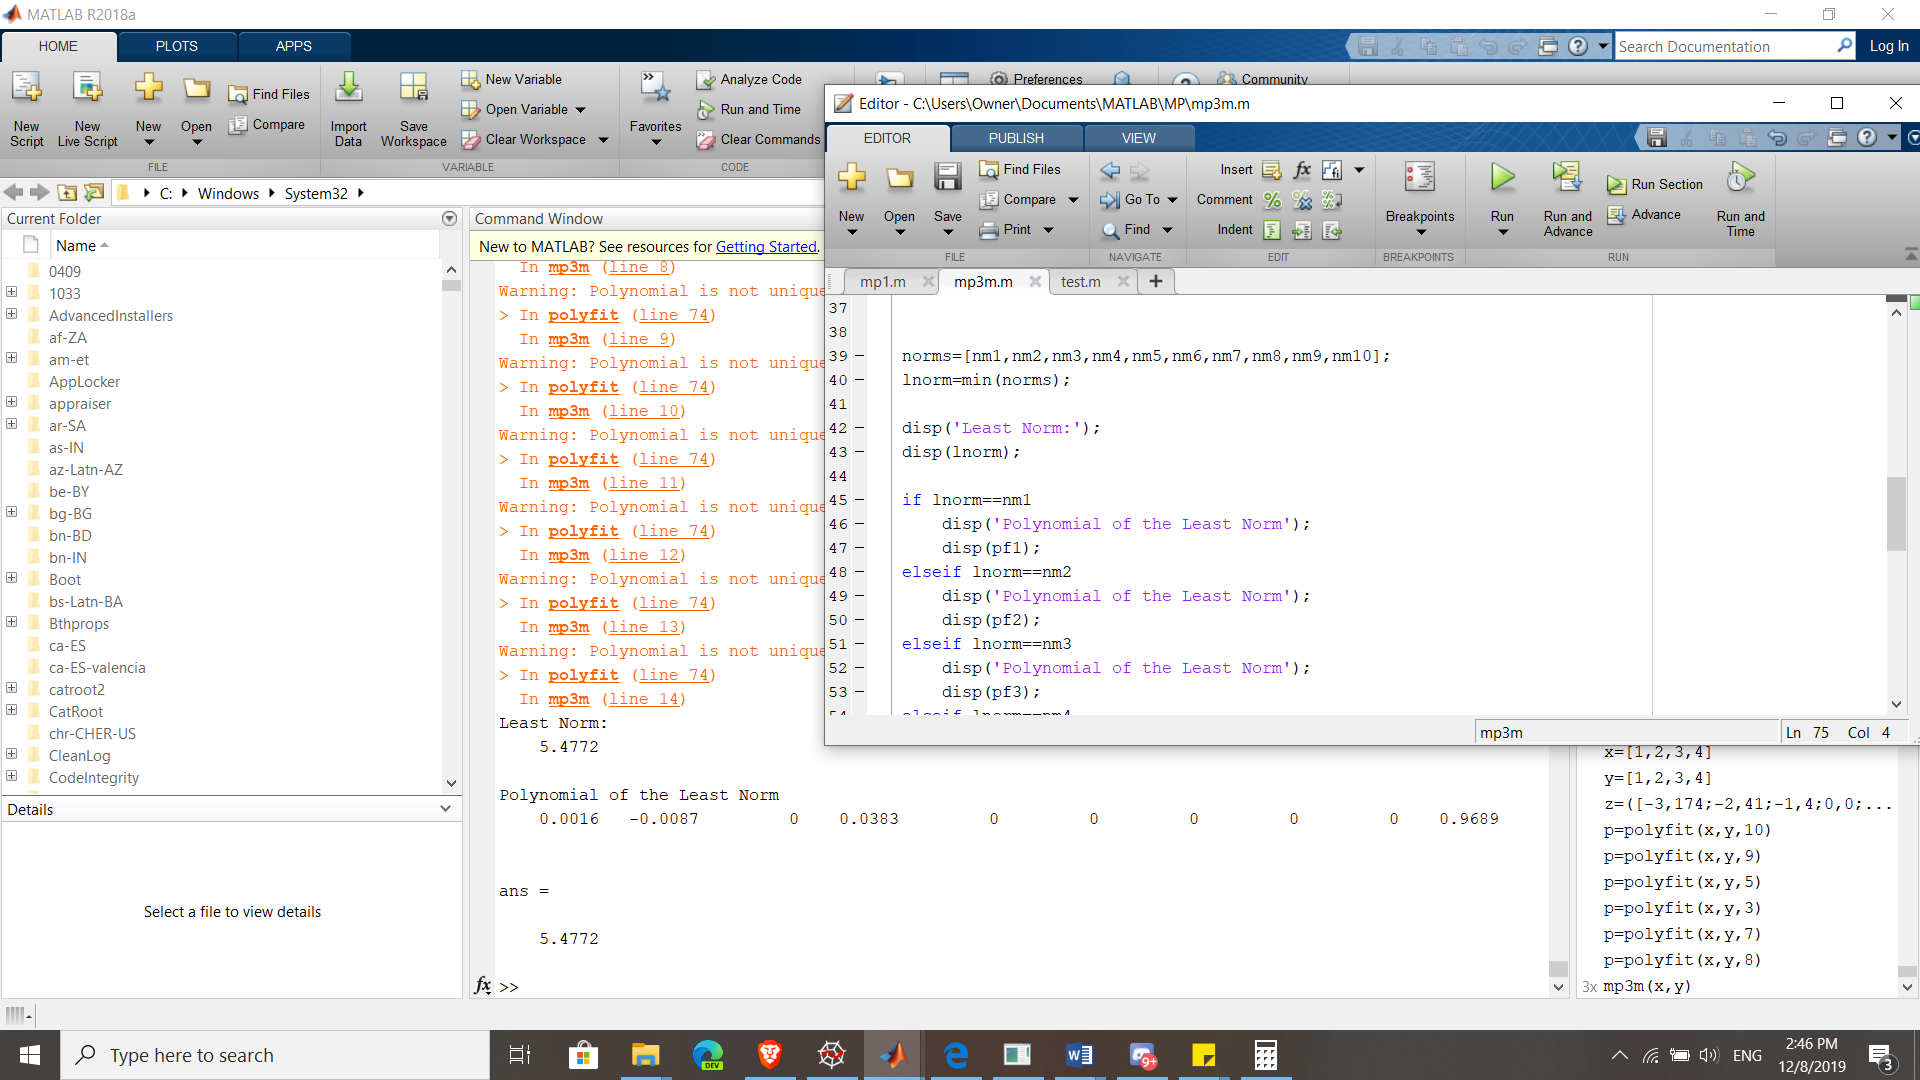 MATLAB R2018a
HOME PLOTS APPS
Search Documentation Log In
New Script
New Live Script
New
Open
Find Files
Compare
FILE
Import Data
Save Workspace
New Variable
Open Variable
Clear Workspace
VARIABLE
Favorites
Analyze Code
Run and Time
Clear Commands
CODE
Preferences
Community
C: Windows System32
Current Folder
Name
0409
1033
AdvancedInstallers
af-ZA
am-et
AppLocker
appraiser
ar-SA
as-IN
az-Latn-AZ
be-BY
bg-BG
bn-BD
bn-IN
Boot
bs-Latn-BA
Bthprops
ca-ES
ca-ES-valencia
catroot2
CatRoot
chr-CHER-US
CleanLog
CodeIntegrity
Details
Select a file to view details
Command Window
New to MATLAB? See resources for Getting Started.
In mp3m (line 8)
Warning: Polynomial is not unique
> In polyfit (line 74)
In mp3m (line 9)
Warning: Polynomial is not unique
> In polyfit (line 74)
In mp3m (line 10)
Warning: Polynomial is not unique
> In polyfit (line 74)
In mp3m (line 11)
Warning: Polynomial is not unique
> In polyfit (line 74)
In mp3m (line 12)
Warning: Polynomial is not unique
> In polyfit (line 74)
In mp3m (line 13)
Warning: Polynomial is not unique
> In polyfit (line 74)
In mp3m (line 14)
Least Norm:
5.4772
Polynomial of the Least Norm
0.0016 -0.0087 0 0.0383 0 0 0 0 0 0.9689
ans =
5.4772
fx >>
Editor - C:\Users\Owner\Documents\MATLAB\MP\mp3m.m
EDITOR PUBLISH VIEW
New
Open
Save
Find Files
Compare
Print
FILE
Go To
Find
NAVIGATE
Insert fx
Comment
Indent
EDIT
Breakpoints
BREAKPOINTS
Run
Run and Advance
Run Section
Advance
Run and Time
RUN
mp1.m mp3m.m test.m
37
38
39 – norms=[nm1,nm2,nm3,nm4,nm5,nm6,nm7,nm8,nm9,nm10];
40 – lnorm=min(norms);
41
42 – disp('Least Norm:');
43 – disp(lnorm);
44
45 – if lnorm==nm1
46 – disp('Polynomial of the Least Norm');
47 – disp(pf1);
48 – elseif lnorm==nm2
49 – disp('Polynomial of the Least Norm');
50 – disp(pf2);
51 – elseif lnorm==nm3
52 – disp('Polynomial of the Least Norm');
53 – disp(pf3);
54 – elseif lnorm==nm4
mp3m Ln 75 Col 4
x=[1,2,3,4]
y=[1,2,3,4]
z=([-3,174;-2,41;-1,4;0,0;...
p=polyfit(x,y,10)
p=polyfit(x,y,9)
p=polyfit(x,y,5)
p=polyfit(x,y,3)
p=polyfit(x,y,7)
p=polyfit(x,y,8)
3x mp3m(x,y)
Type here to search
DEV
9+
ENG
2:46 PM
12/8/2019
3